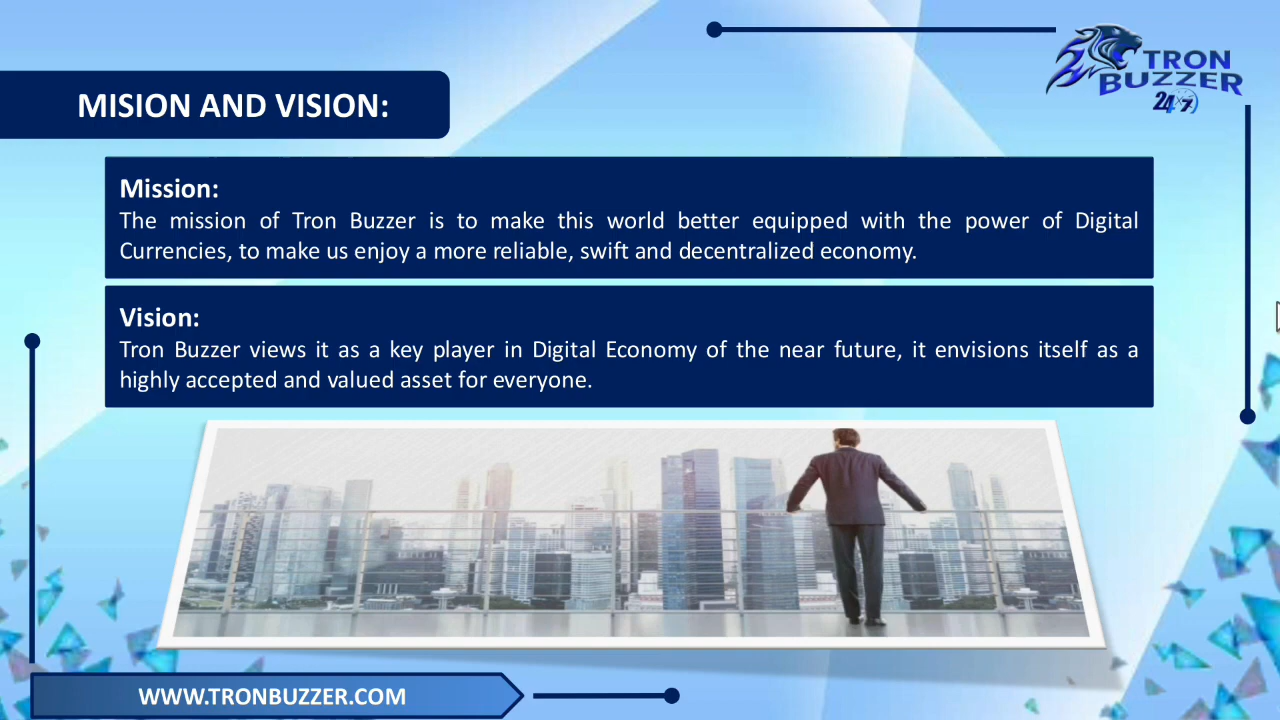 TRON
BUZZER
24x7
MISION AND VISION:
Mission:
The mission of Tron Buzzer is to make this world better equipped with the power of Digital
Currencies, to make us enjoy a more reliable, swift and decentralized economy.
Vision:
Tron Buzzer views it as a key player in Digital Economy of the near future, it envisions itself as a
highly accepted and valued asset for everyone.
WWW.TRONBUZZER.COM